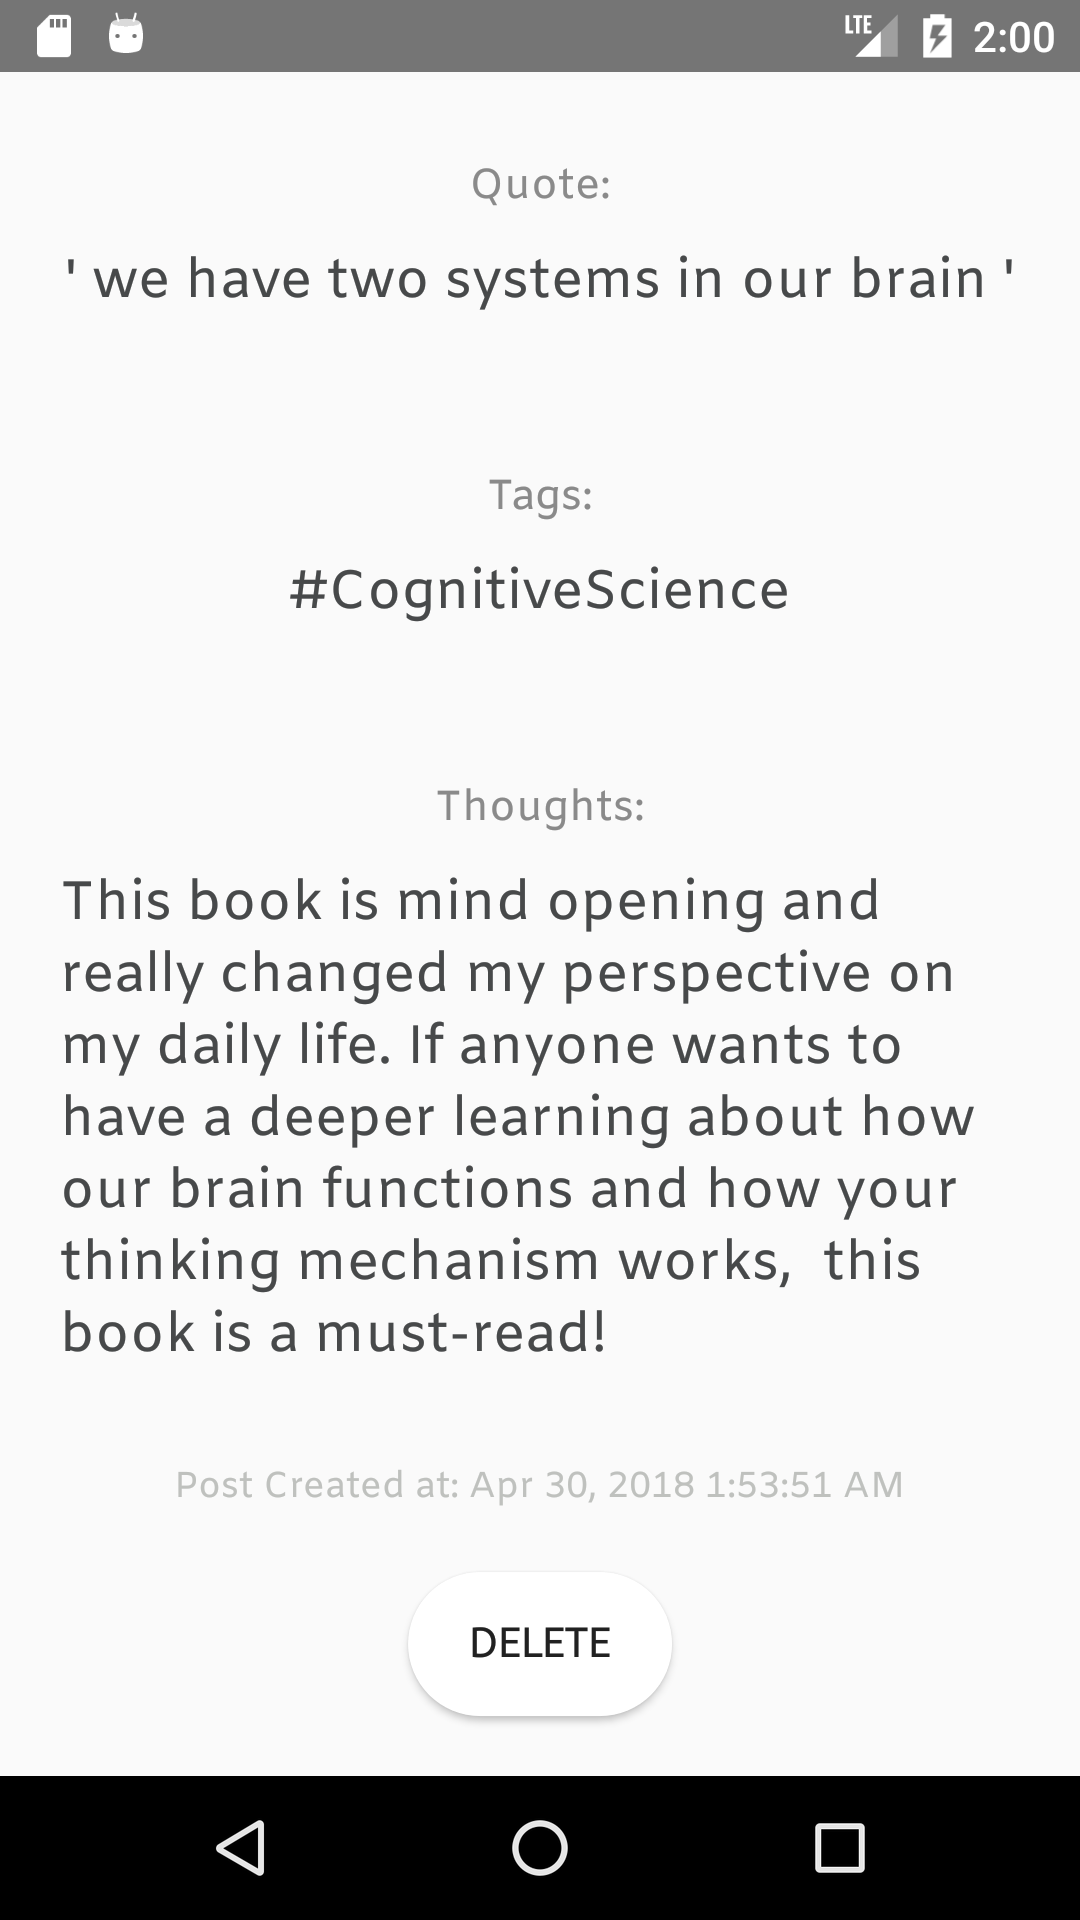 LTE 2:00
Quote:
' we have two systems in our brain '
Tags:
#CognitiveScience
Thoughts:
This book is mind opening and
really changed my perspective on
my daily life. If anyone wants to
have a deeper learning about how
our brain functions and how your
thinking mechanism works,  this
book is a must-read!
Post Created at: Apr 30, 2018 1:53:51 AM
DELETE